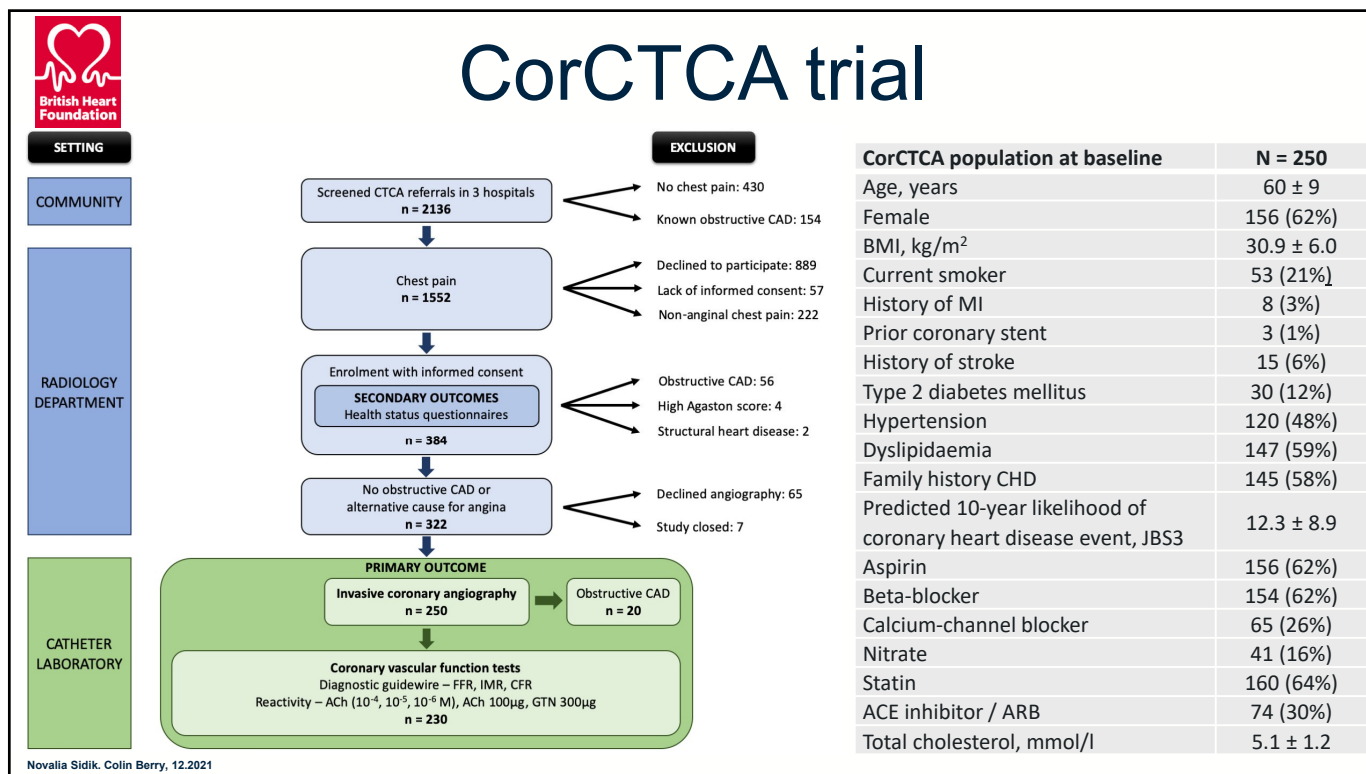 British Heart
Foundation
CorCTCA trial
SETTING
EXCLUSION
COMMUNITY
Screened CTCA referrals in 3 hospitals
n = 2136
No chest pain: 430
Known obstructive CAD: 154
RADIOLOGY
DEPARTMENT
Chest pain
n = 1552
Declined to participate: 889
Lack of informed consent: 57
Non-anginal chest pain: 222
Enrolment with informed consent
SECONDARY OUTCOMES
Health status questionnaires
n = 384
Obstructive CAD: 56
High Agaston score: 4
Structural heart disease: 2
No obstructive CAD or
alternative cause for angina
n = 322
Declined angiography: 65
Study closed: 7
CATHETER
LABORATORY
PRIMARY OUTCOME
Invasive coronary angiography
n = 250
Obstructive CAD
n = 20
Coronary vascular function tests
Diagnostic guidewire – FFR, IMR, CFR
Reactivity – ACh (10⁻⁴, 10⁻⁵, 10⁻⁶ M), ACh 100µg, GTN 300µg
n = 230
CorCTCA population at baseline N = 250
Age, years 60 ± 9
Female 156 (62%)
BMI, kg/m² 30.9 ± 6.0
Current smoker 53 (21%)
History of MI 8 (3%)
Prior coronary stent 3 (1%)
History of stroke 15 (6%)
Type 2 diabetes mellitus 30 (12%)
Hypertension 120 (48%)
Dyslipidaemia 147 (59%)
Family history CHD 145 (58%)
Predicted 10-year likelihood of
coronary heart disease event, JBS3 12.3 ± 8.9
Aspirin 156 (62%)
Beta-blocker 154 (62%)
Calcium-channel blocker 65 (26%)
Nitrate 41 (16%)
Statin 160 (64%)
ACE inhibitor / ARB 74 (30%)
Total cholesterol, mmol/l 5.1 ± 1.2
Novalia Sidik. Colin Berry, 12.2021